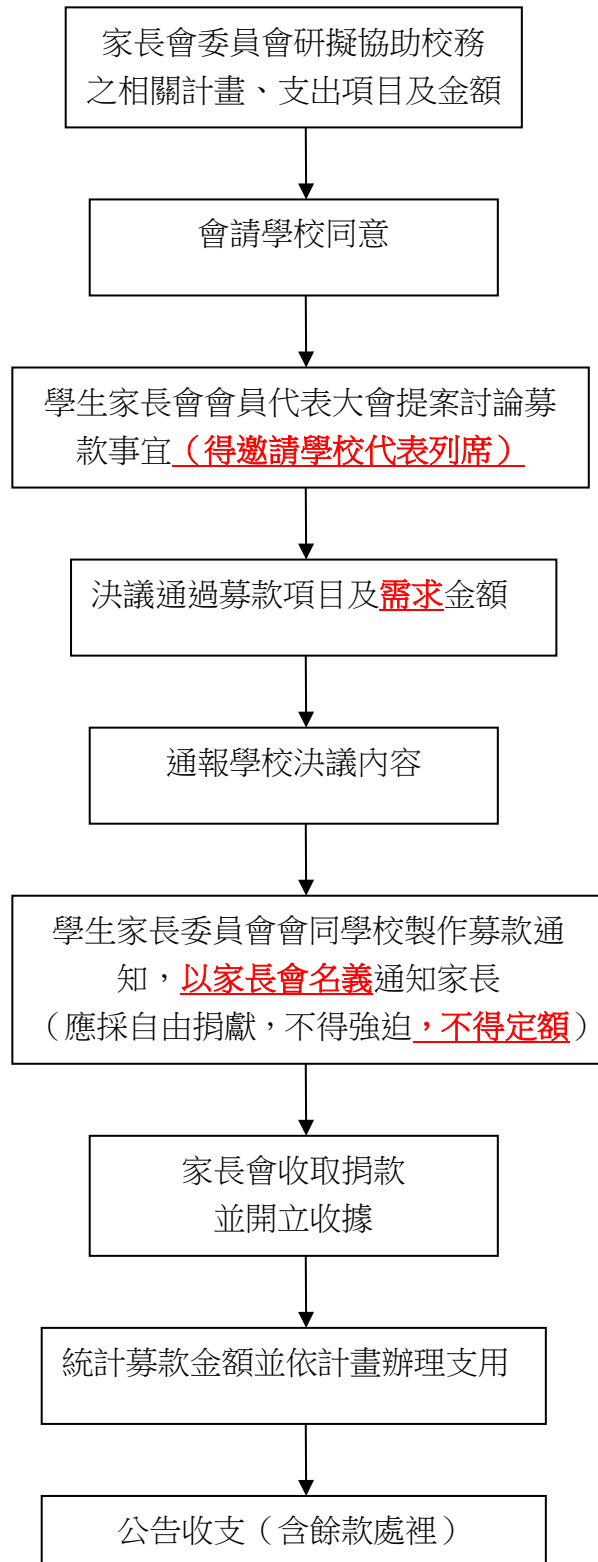 家長會委員會研擬協助校務
之相關計畫、支出項目及金額
會請學校同意
學生家長會會員代表大會提案討論募
款事宜（得邀請學校代表列席）
決議通過募款項目及需求金額
通報學校決議內容
學生家長委員會會同學校製作募款通
知，以家長會名義通知家長
（應採自由捐獻，不得強迫，不得定額）
家長會收取捐款
並開立收據
統計募款金額並依計畫辦理支用
公告收支（含餘款處裡）